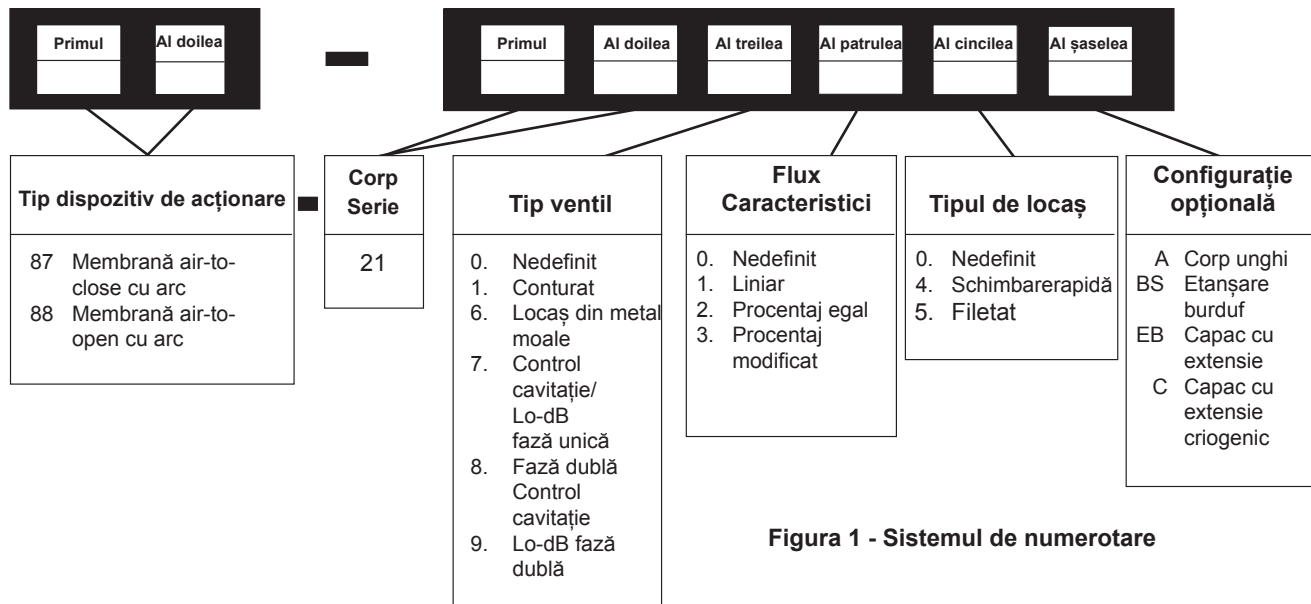 Primul
Al doilea
Primul
Al doilea
Al treilea
Al patrulea
Al cincilea
Al șaselea
Tip dispozitiv de acționare
87 Membrană air-to-
close cu arc
88 Membrană air-to-
open cu arc
Corp
Serie
21
Tip ventil
0. Nedefinit
1. Conturat
6. Locaș din metal
moale
7. Control
cavitație/
Lo-dB
fază unică
8. Fază dublă
Control
cavitație
9. Lo-dB fază
dublă
Flux
Caracteristici
0. Nedefinit
1. Liniar
2. Procentaj egal
3. Procentaj
modificat
Tipul de locaș
0. Nedefinit
4. Schimbarerapidă
5. Filetat
Configurație
opțională
A Corp unghi
BS Etanșare
burduf
EB Capac cu
extensie
C Capac cu
extensie
criogenic
Figura 1 - Sistemul de numerotare